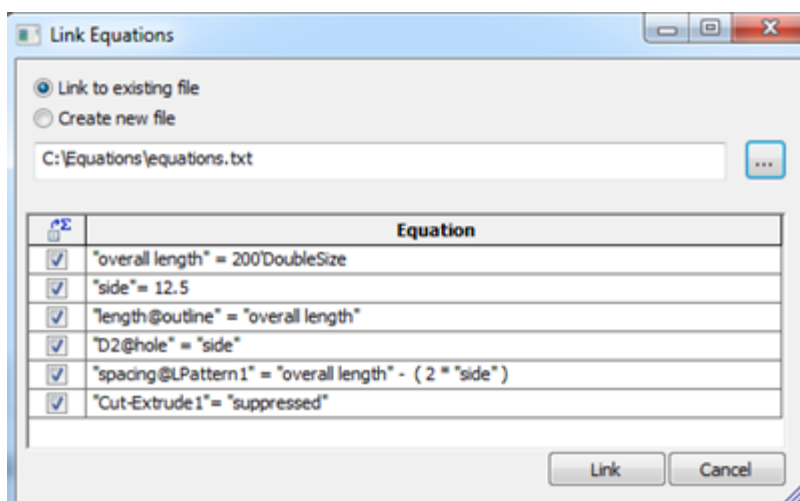 Link Equations
Link to existing file
Create new file
C:\Equations\equations.txt
...
Σ Equation
"overall length" = 200'DoubleSize
"side"= 12.5
"length@outline" = "overall length"
"D2@hole" = "side"
"spacing@LPattern1" = "overall length" - ( 2 * "side" )
"Cut-Extrude1"= "suppressed"
Link Cancel